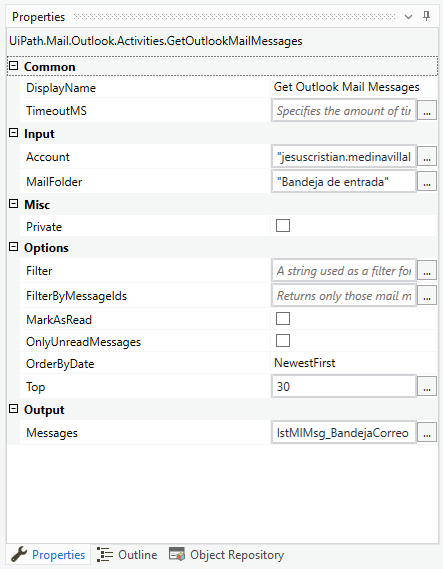 Properties
UiPath.Mail.Outlook.Activities.GetOutlookMailMessages
Common
DisplayName Get Outlook Mail Messages
TimeoutMS Specifies the amount of tir ...
Input
Account "jesuscristian.medinavillal ...
MailFolder "Bandeja de entrada" ...
Misc
Private
Options
Filter A string used as a filter for ...
FilterByMessageIds Returns only those mail m ...
MarkAsRead
OnlyUnreadMessages
OrderByDate NewestFirst
Top 30 ...
Output
Messages lstMlMsg_BandejaCorreo ...
Properties Outline Object Repository